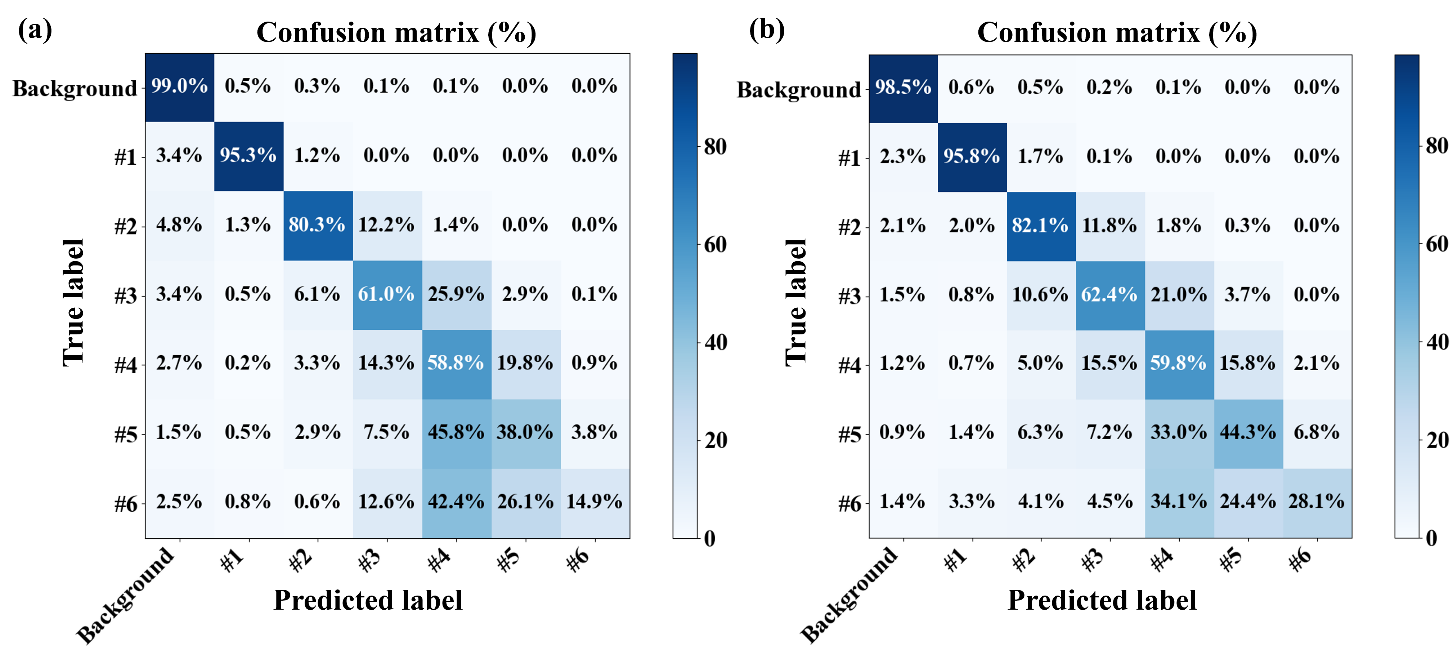 (a)
Confusion matrix (%)
Background 99.0% 0.5% 0.3% 0.1% 0.1% 0.0% 0.0%
#1 3.4% 95.3% 1.2% 0.0% 0.0% 0.0% 0.0%
#2 4.8% 1.3% 80.3% 12.2% 1.4% 0.0% 0.0%
#3 3.4% 0.5% 6.1% 61.0% 25.9% 2.9% 0.1%
#4 2.7% 0.2% 3.3% 14.3% 58.8% 19.8% 0.9%
#5 1.5% 0.5% 2.9% 7.5% 45.8% 38.0% 3.8%
#6 2.5% 0.8% 0.6% 12.6% 42.4% 26.1% 14.9%
True label
Background #1 #2 #3 #4 #5 #6
Predicted label
80
60
40
20
0
(b)
Confusion matrix (%)
Background 98.5% 0.6% 0.5% 0.2% 0.1% 0.0% 0.0%
#1 2.3% 95.8% 1.7% 0.1% 0.0% 0.0% 0.0%
#2 2.1% 2.0% 82.1% 11.8% 1.8% 0.3% 0.0%
#3 1.5% 0.8% 10.6% 62.4% 21.0% 3.7% 0.0%
#4 1.2% 0.7% 5.0% 15.5% 59.8% 15.8% 2.1%
#5 0.9% 1.4% 6.3% 7.2% 33.0% 44.3% 6.8%
#6 1.4% 3.3% 4.1% 4.5% 34.1% 24.4% 28.1%
True label
Background #1 #2 #3 #4 #5 #6
Predicted label
80
60
40
20
0